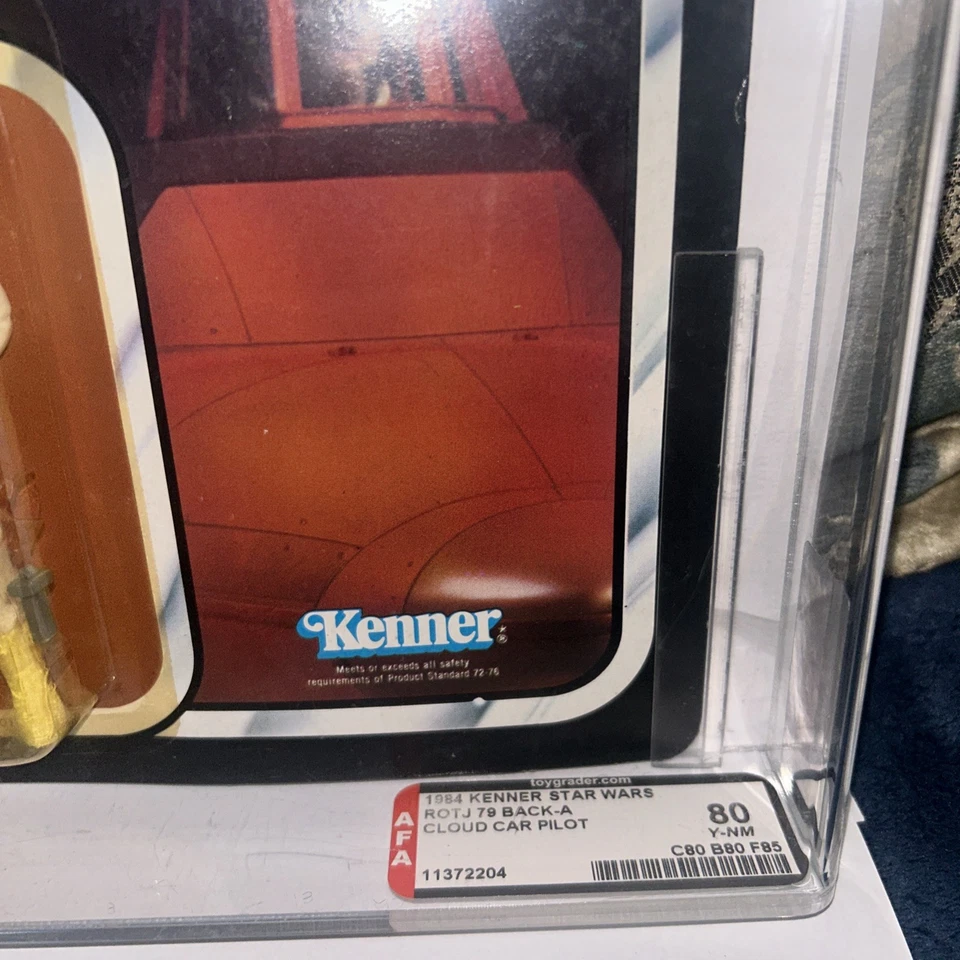 Kenner
Meets or exceeds all safety
requirements of Product Standard 72-76
toygrader.com
AFA
1984 KENNER STAR WARS
ROTJ 79 BACK-A
CLOUD CAR PILOT
80
Y-NM
C80 B80 F85
11372204